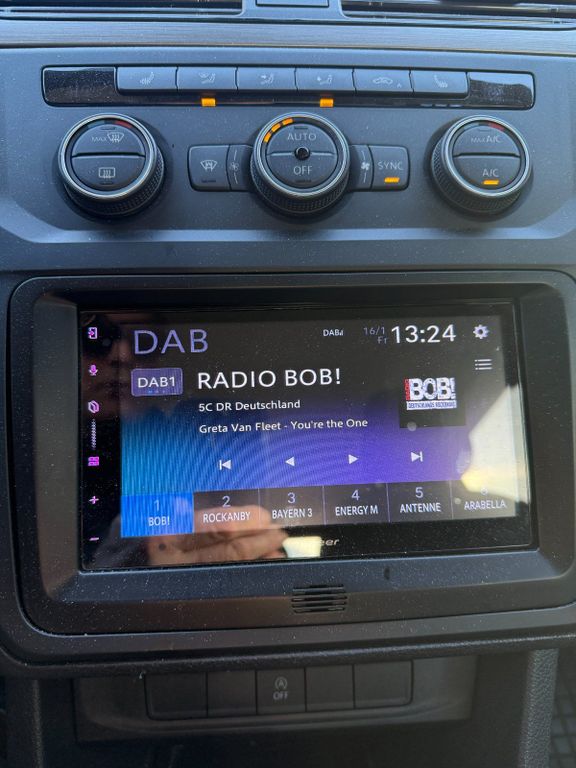 A
MAX
AUTO
OFF
SYNC
MAX A/C
A/C
DAB
DAB
16/1
Fr
13:24
DAB1
RADIO BOB!
5C DR Deutschland
Greta Van Fleet - You're the One
BOB!
DEUTSCHLANDS ROCKRADIO
1
BOB!
2
ROCKANBY
3
BAYERN 3
4
ENERGY M
5
ANTENNE
6
ARABELLA
A
OFF